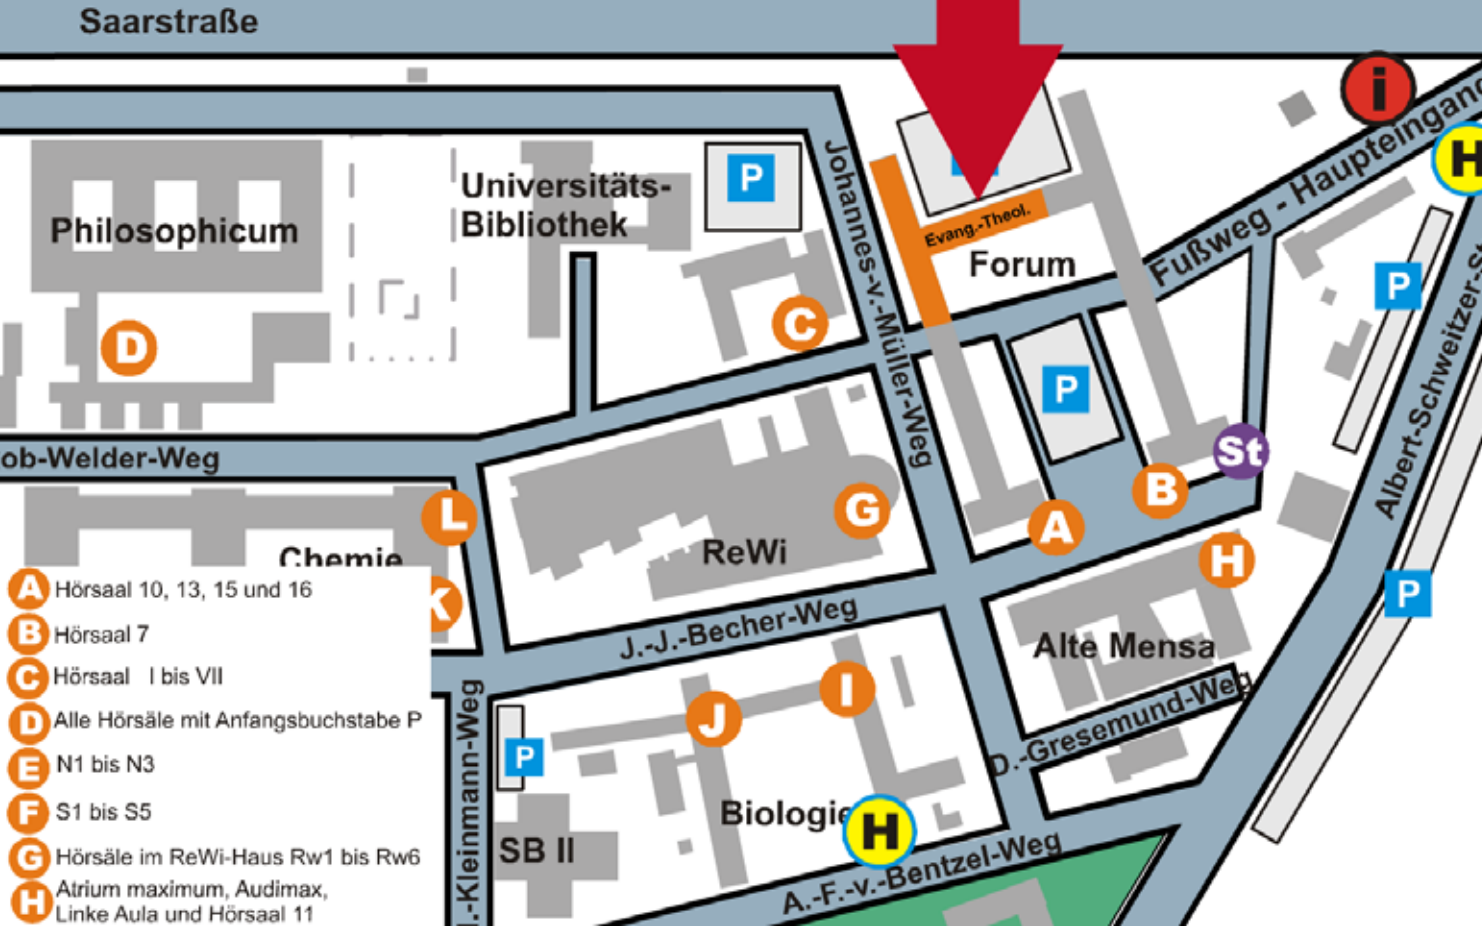 Saarstraße
i
Fußweg - Haupteingang
H
Johannes-v.-Müller-Weg
P
Universitäts-
Bibliothek
Philosophicum
Evang.-Theol.
Forum
P
C
D
P
Albert-Schweitzer-St
ob-Welder-Weg
St
B
L
G
A
ReWi
Chemie
H
K
P
J.-J.-Becher-Weg
Alte Mensa
I
J
D.-Gresemund-Weg
P
.-Kleinmann-Weg
Biologie
H
SB II
A.-F.-v.-Bentzel-Weg
A Hörsaal 10, 13, 15 und 16
B Hörsaal 7
C Hörsaal I bis VII
D Alle Hörsäle mit Anfangsbuchstabe P
E N1 bis N3
F S1 bis S5
G Hörsäle im ReWi-Haus Rw1 bis Rw6
H Atrium maximum, Audimax,
Linke Aula und Hörsaal 11